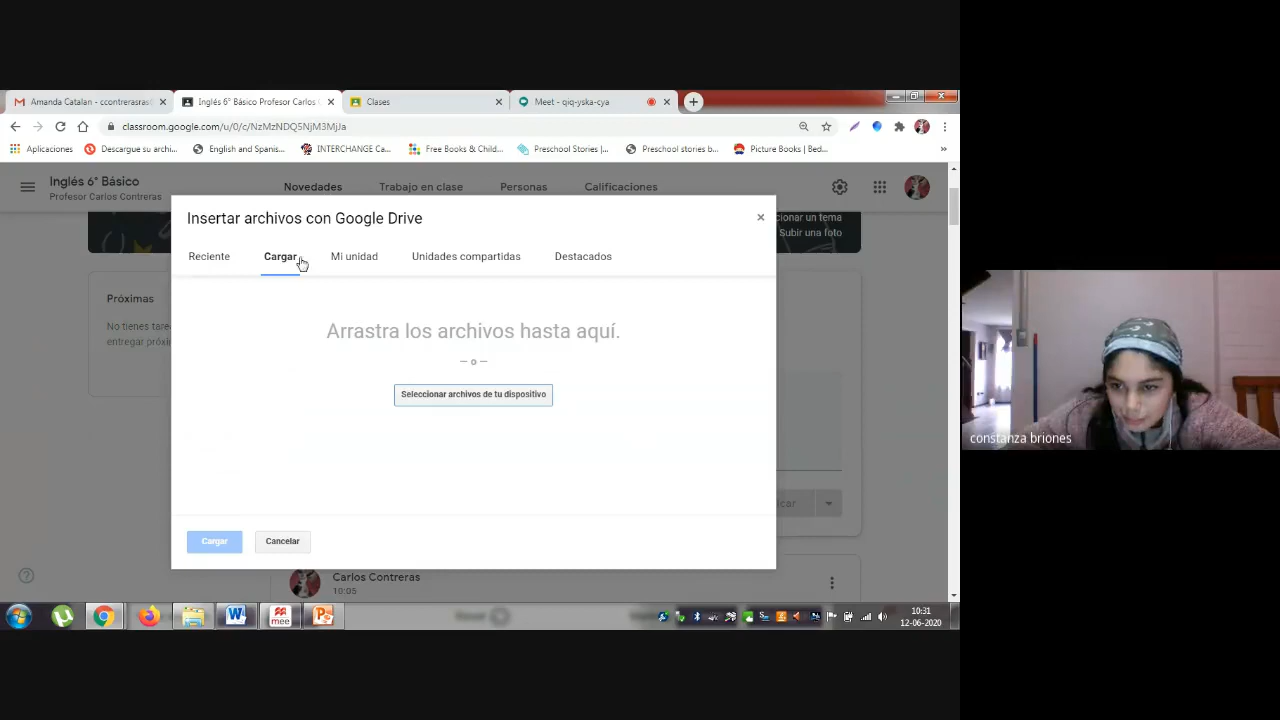 Amanda Catalan - ccontrerasras
Inglés 6° Básico Profesor Carlos C
Clases
Meet - qiq-yska-cya
classroom.google.com/u/0/c/NzMzNDQ5NjM3MjJa
Aplicaciones
Descargue su archi...
English and Spanis...
INTERCHANGE Ca...
Free Books & Child...
Preschool Stories |...
Preschool stories b...
Picture Books | Bed...
»
Inglés 6° Básico
Profesor Carlos Contreras
Novedades
Trabajo en clase
Personas
Calificaciones
cionar un tema
Subir una foto
Insertar archivos con Google Drive
Reciente
Cargar
Mi unidad
Unidades compartidas
Destacados
Próximas
No tienes tare
entregar próxi
Arrastra los archivos hasta aquí.
— o —
Seleccionar archivos de tu dispositivo
icar
Cargar
Cancelar
Carlos Contreras
10:05
constanza briones
mee
10:31
12-06-2020